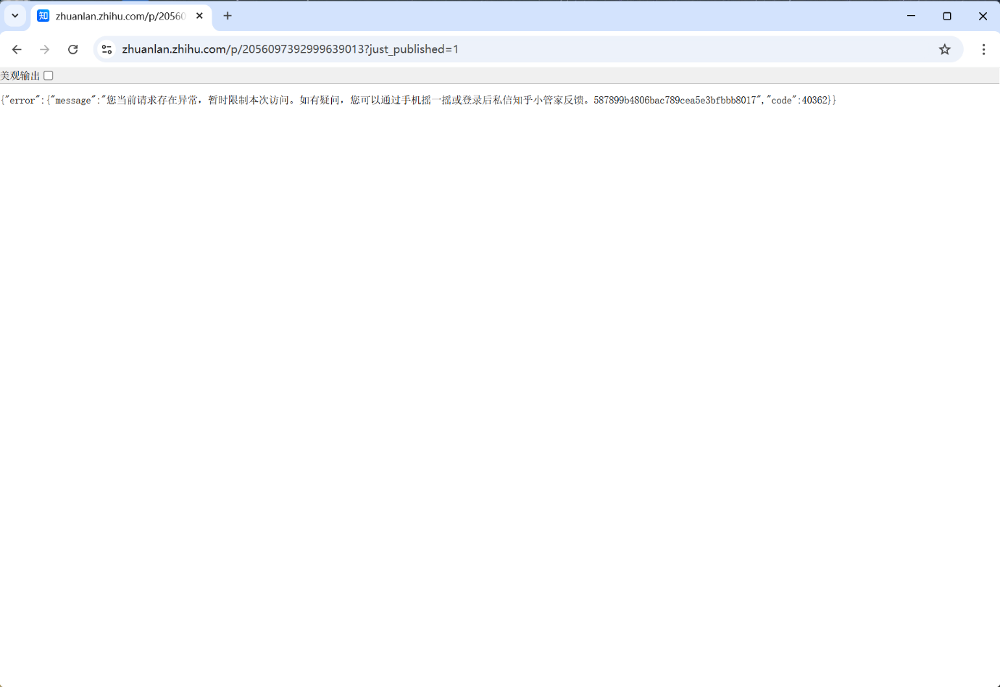 知 zhuanlan.zhihu.com/p/20560
zhuanlan.zhihu.com/p/2056097392999639013?just_published=1
美观输出
{"error":{"message":"您当前请求存在异常，暂时限制本次访问。如有疑问，您可以通过手机摇一摇或登录后私信知乎小管家反馈。587899b4806bac789cea5e3bfbbb8017","code":40362}}